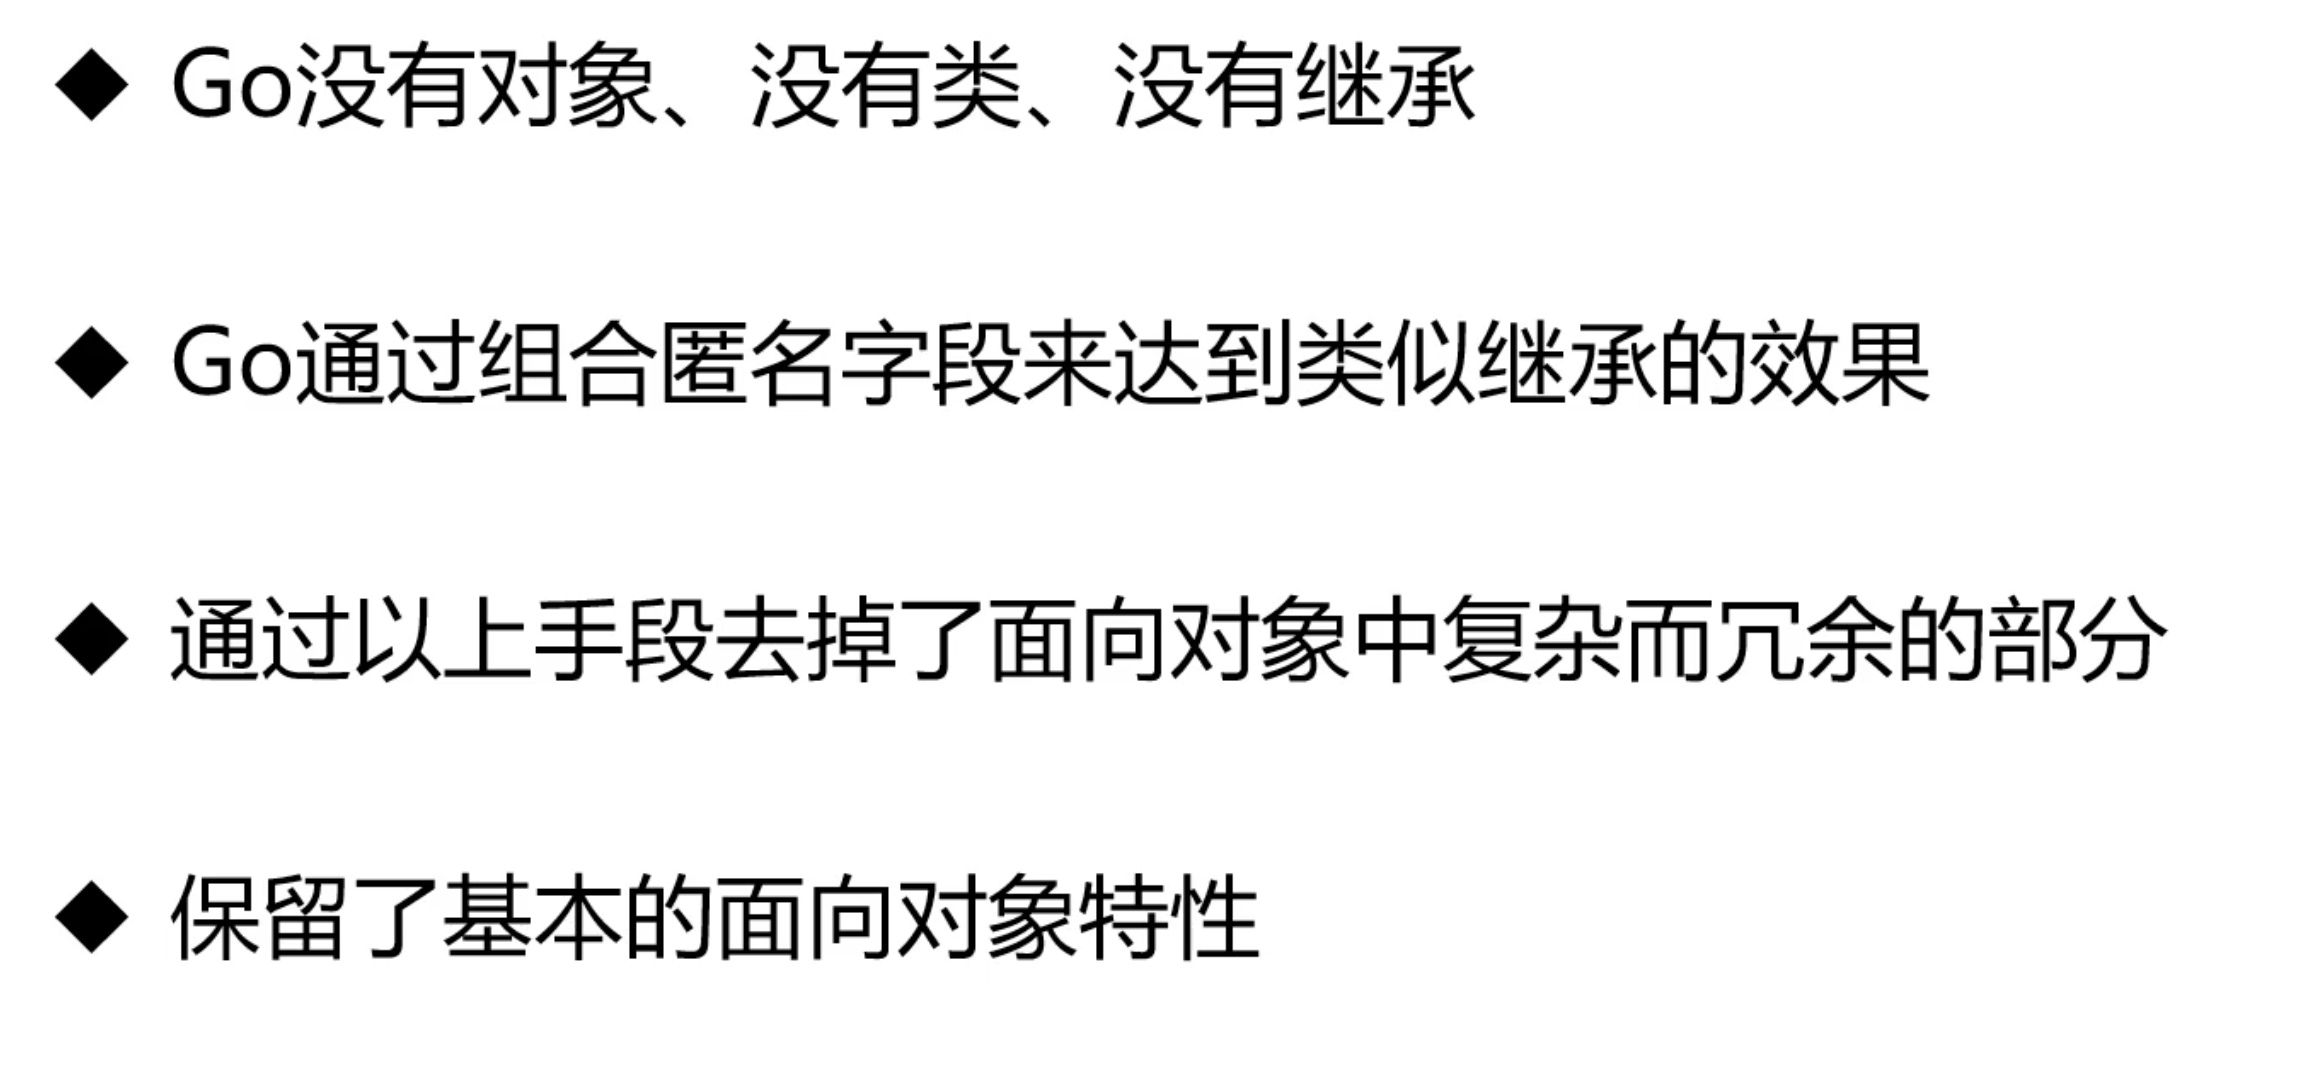 ◆ Go没有对象、没有类、没有继承
◆ Go通过组合匿名字段来达到类似继承的效果
◆ 通过以上手段去掉了面向对象中复杂而冗余的部分
◆ 保留了基本的面向对象特性